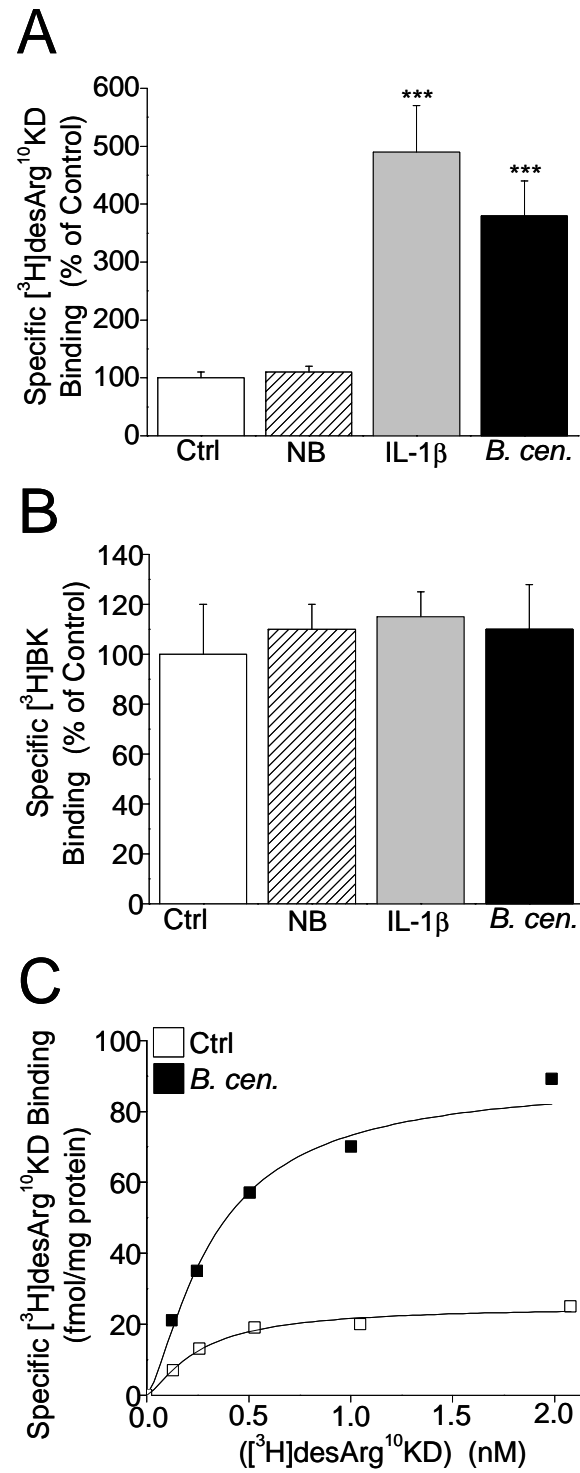 A
Specific [³H]desArg¹⁰KD
Binding (% of Control)
600
500
400
300
200
100
0
***
***
Ctrl
NB
IL-1β
B. cen.
B
Specific [³H]BK
Binding (% of Control)
140
120
100
80
60
40
20
0
Ctrl
NB
IL-1β
B. cen.
C
Specific [³H]desArg¹⁰KD Binding
(fmol/mg protein)
100
80
60
40
20
0
Ctrl
B. cen.
0.0
0.5
1.0
1.5
2.0
([³H]desArg¹⁰KD) (nM)